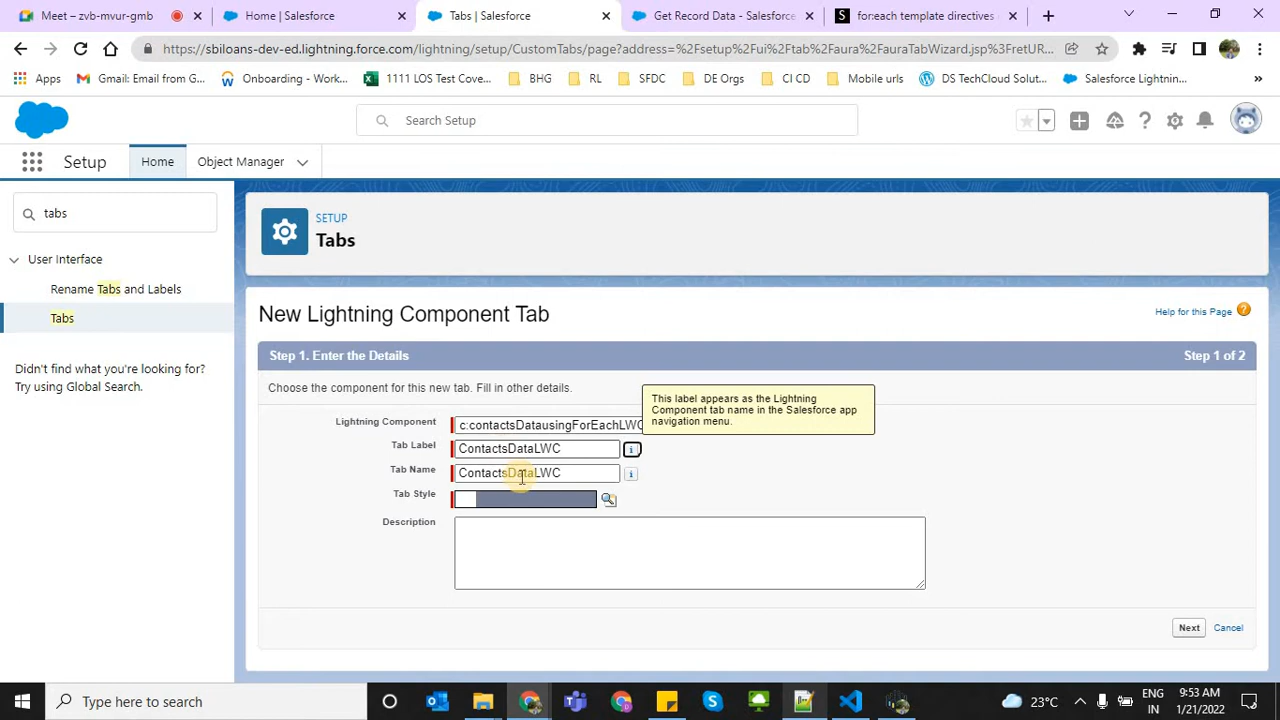 Meet – zvb-mvur-gmb
Home | Salesforce
Tabs | Salesforce
Get Record Data - Salesforce
for:each template directives
https://sbiloans-dev-ed.lightning.force.com/lightning/setup/CustomTabs/page?address=%2Fsetup%2Fui%2Ftab%2Faura%2FauraTabWizard.jsp%3FretUR...
Apps
Gmail: Email from G...
Onboarding - Work...
1111 LOS Test Cove...
BHG
RL
SFDC
DE Orgs
CI CD
Mobile urls
DS TechCloud Solut...
Salesforce Lightnin...
»
Search Setup
Setup
Home
Object Manager
tabs
User Interface
Rename Tabs and Labels
Tabs
Didn't find what you're looking for?
Try using Global Search.
SETUP
Tabs
New Lightning Component Tab
Help for this Page
Step 1. Enter the Details
Step 1 of 2
Choose the component for this new tab. Fill in other details.
This label appears as the Lightning
Component tab name in the Salesforce app
navigation menu.
Lightning Component
c:contactsDatausingForEachLWC
Tab Label
ContactsDataLWC
Tab Name
ContactsDataLWC
Tab Style
Description
Next
Cancel
Type here to search
23°C
ENG
IN
9:53 AM
1/21/2022